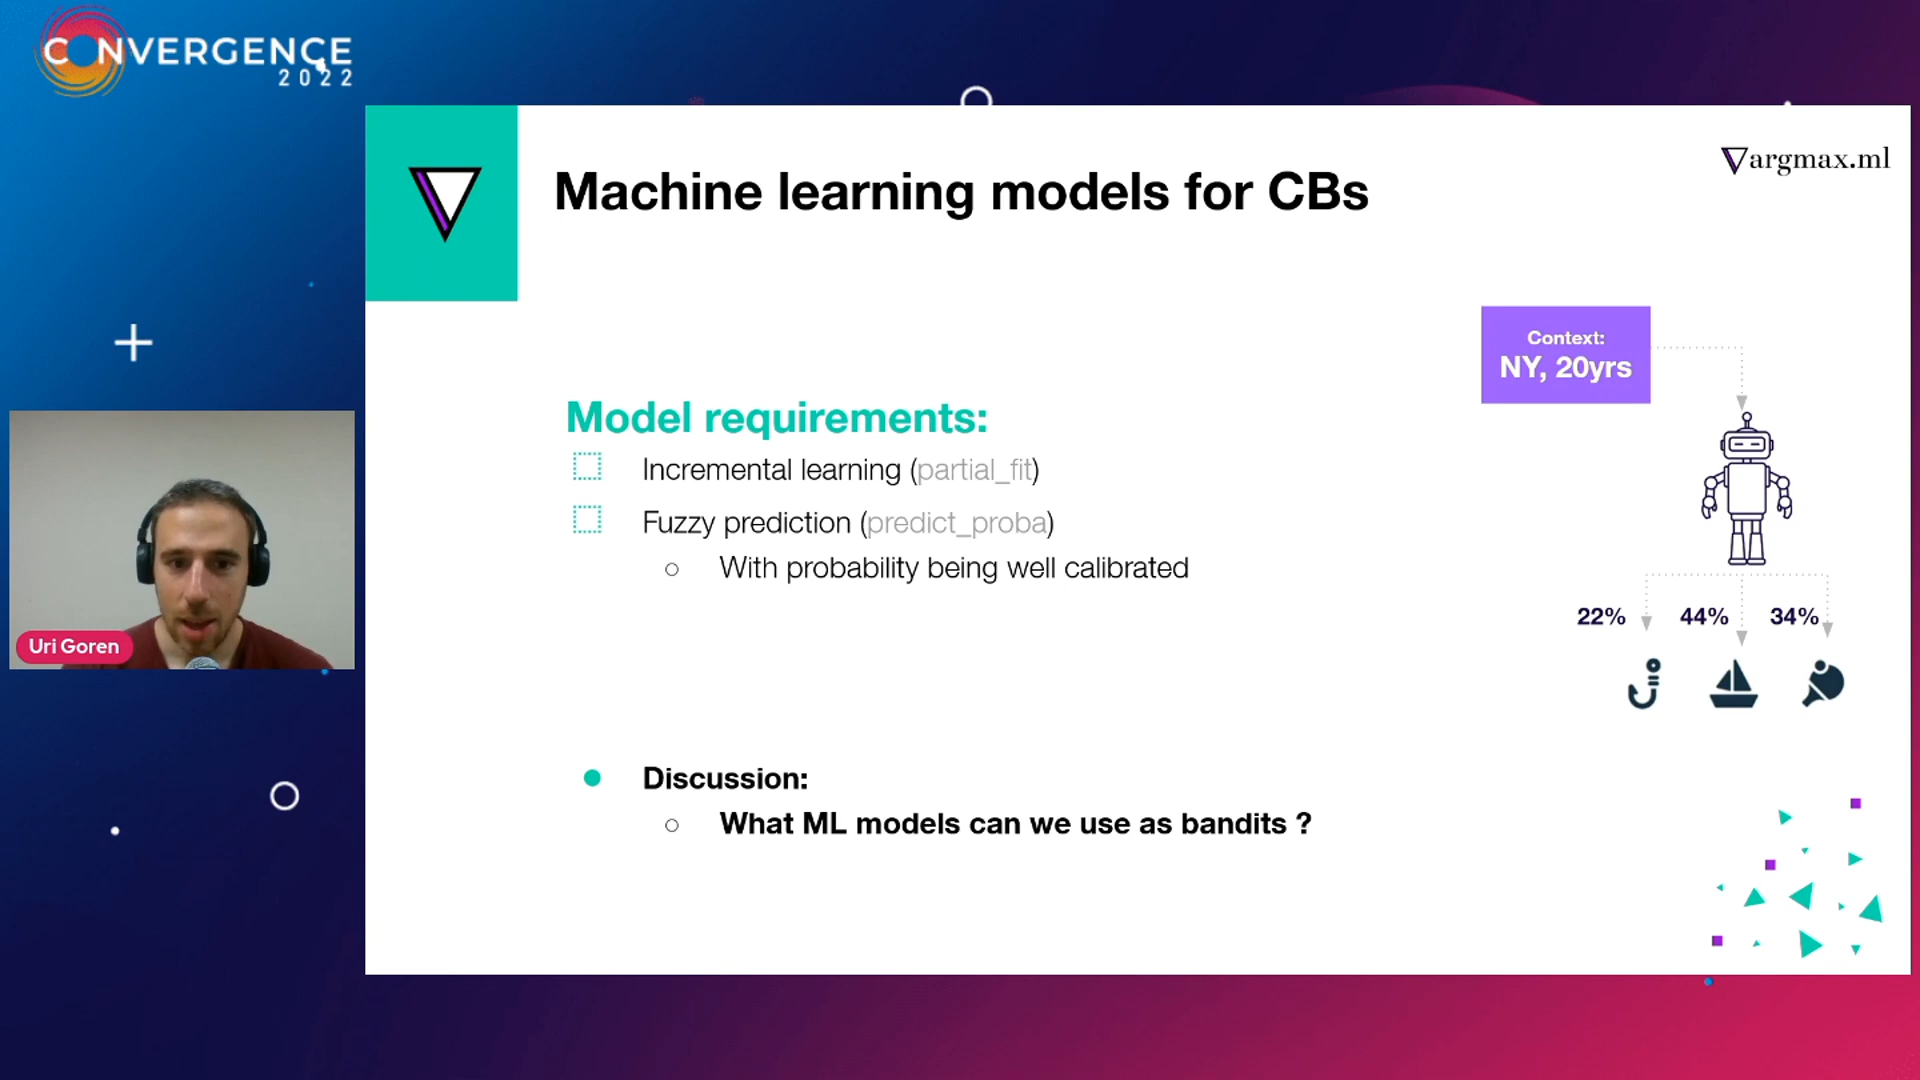 CONVERGENCE
2022
Machine learning models for CBs
argmax.ml
Context:
NY, 20yrs
Model requirements:
Incremental learning (partial_fit)
Fuzzy prediction (predict_proba)
With probability being well calibrated
22% 44% 34%
Uri Goren
Discussion:
What ML models can we use as bandits ?